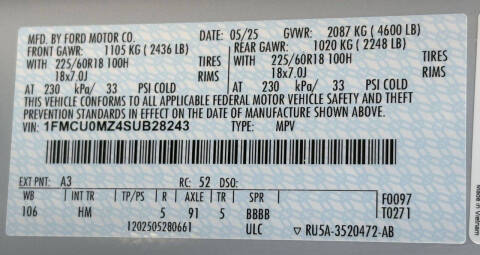 MFD. BY FORD MOTOR CO. DATE: 05/25 GVWR: 2087 KG (4600 LB)
FRONT GAWR: 1105 KG (2436 LB) REAR GAWR: 1020 KG (2248 LB)
WITH 225/60R18 100H TIRES WITH 225/60R18 100H TIRES
18x7.0J RIMS 18x7.0J RIMS
AT 230 kPa/ 33 PSI COLD AT 230 kPa/ 33 PSI COLD
THIS VEHICLE CONFORMS TO ALL APPLICABLE FEDERAL MOTOR VEHICLE SAFETY AND THEFT
PREVENTION STANDARDS IN EFFECT ON THE DATE OF MANUFACTURE SHOWN ABOVE.
VIN: 1FMCU0MZ4SUB28243 TYPE: MPV
EXT PNT: A3 RC: 52 DSO:
WB INT TR TP/PS R AXLE TR SPR F0097
106 HM 5 91 5 BBBB T0271
1202505280661 ULC ▽ RU5A-3520472-AB
Made in Vietnam